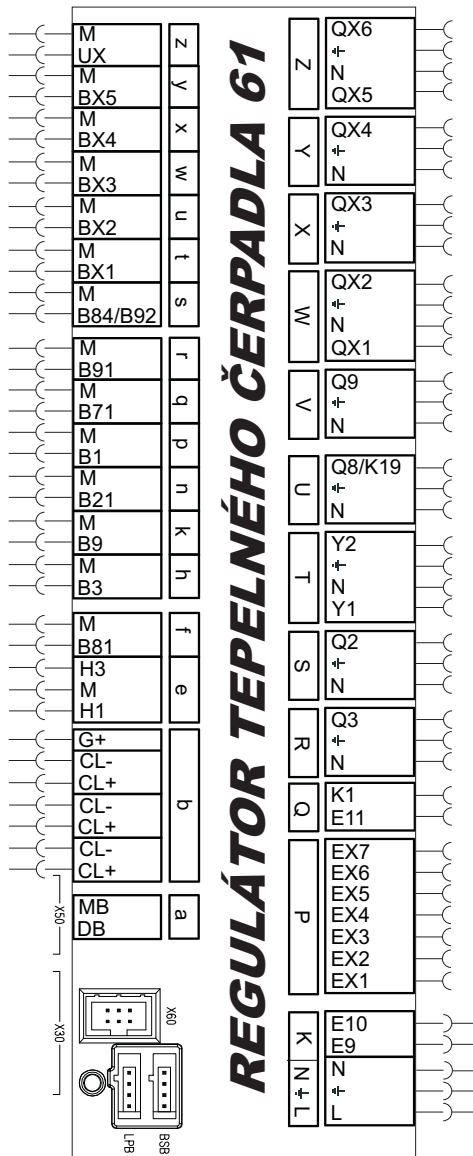 M
UX
z
M
BX5
y
M
BX4
x
M
BX3
w
M
BX2
u
M
BX1
t
M
B84/B92
s
M
B91
r
M
B71
q
M
B1
p
M
B21
n
M
B9
k
M
B3
h
M
B81
f
H3
M
H1
e
G+
CL-
CL+
CL-
CL+
CL-
CL+
b
MB
DB
a
X50
X30
X60
BSB
LPB
REGULÁTOR TEPELNÉHO ČERPADLA 61
Z
QX6
⏚
N
QX5
Y
QX4
⏚
N
X
QX3
⏚
N
W
QX2
⏚
N
QX1
V
Q9
⏚
N
U
Q8/K19
⏚
N
T
Y2
⏚
N
Y1
S
Q2
⏚
N
R
Q3
⏚
N
Q
K1
E11
P
EX7
EX6
EX5
EX4
EX3
EX2
EX1
K
E10
E9
N ⏚ L
N
⏚
L